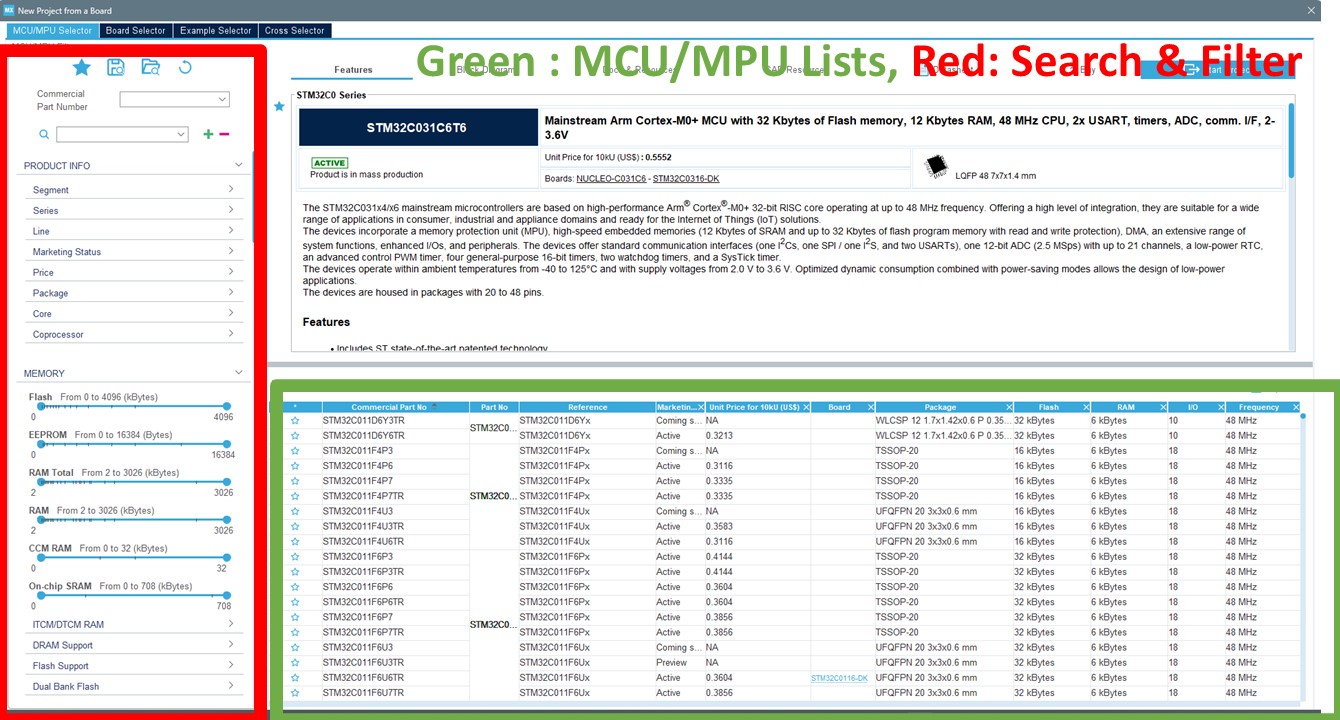 MX New Project from a Board
MCU/MPU Selector Board Selector Example Selector Cross Selector
Green : MCU/MPU Lists, Red: Search & Filter
Commercial
Part Number
PRODUCT INFO
Segment
Series
Line
Marketing Status
Price
Package
Core
Coprocessor
MEMORY
Flash From 0 to 4096 (kBytes)
0 4096
EEPROM From 0 to 16384 (Bytes)
0 16384
RAM Total From 2 to 3026 (kBytes)
2 3026
RAM From 2 to 3026 (kBytes)
2 3026
CCM RAM From 0 to 32 (kBytes)
0 32
On-chip SRAM From 0 to 708 (kBytes)
0 708
ITCM/DTCM RAM
DRAM Support
Flash Support
Dual Bank Flash
Features
STM32C0 Series
STM32C031C6T6
Mainstream Arm Cortex-M0+ MCU with 32 Kbytes of Flash memory, 12 Kbytes RAM, 48 MHz CPU, 2x USART, timers, ADC, comm. I/F, 2-
3.6V
ACTIVE
Product is in mass production
Unit Price for 10kU (US$) : 0.5552
Boards: NUCLEO-C031C6 - STM32C0316-DK
LQFP 48 7x7x1.4 mm
The STM32C031x4/x6 mainstream microcontrollers are based on high-performance Arm® Cortex®-M0+ 32-bit RISC core operating at up to 48 MHz frequency. Offering a high level of integration, they are suitable for a wide
range of applications in consumer, industrial and appliance domains and ready for the Internet of Things (IoT) solutions.
The devices incorporate a memory protection unit (MPU), high-speed embedded memories (12 Kbytes of SRAM and up to 32 Kbytes of flash program memory with read and write protection), DMA, an extensive range of
system functions, enhanced I/Os, and peripherals. The devices offer standard communication interfaces (one I²Cs, one SPI / one I²S, and two USARTs), one 12-bit ADC (2.5 MSps) with up to 21 channels, a low-power RTC,
an advanced control PWM timer, four general-purpose 16-bit timers, two watchdog timers, and a SysTick timer.
The devices operate within ambient temperatures from -40 to 125°C and with supply voltages from 2.0 V to 3.6 V. Optimized dynamic consumption combined with power-saving modes allows the design of low-power
applications.
The devices are housed in packages with 20 to 48 pins.
Features
• Includes ST state-of-the-art patented technology
* Commercial Part No Part No Reference Marketin... Unit Price for 10kU (US$) Board Package Flash RAM I/O Frequency
STM32C011D6Y3TR STM32C0... STM32C011D6Yx Coming s... NA WLCSP 12 1.7x1.42x0.6 P 0.35... 32 kBytes 6 kBytes 10 48 MHz
STM32C011D6Y6TR STM32C011D6Yx Active 0.3213 WLCSP 12 1.7x1.42x0.6 P 0.35... 32 kBytes 6 kBytes 10 48 MHz
STM32C011F4P3 STM32C011F4Px Coming s... NA TSSOP-20 16 kBytes 6 kBytes 18 48 MHz
STM32C011F4P6 STM32C011F4Px Active 0.3116 TSSOP-20 16 kBytes 6 kBytes 18 48 MHz
STM32C011F4P7 STM32C011F4Px Active 0.3335 TSSOP-20 16 kBytes 6 kBytes 18 48 MHz
STM32C011F4P7TR STM32C0... STM32C011F4Px Active 0.3335 TSSOP-20 16 kBytes 6 kBytes 18 48 MHz
STM32C011F4U3 STM32C011F4Ux Coming s... NA UFQFPN 20 3x3x0.6 mm 16 kBytes 6 kBytes 18 48 MHz
STM32C011F4U3TR STM32C011F4Ux Active 0.3583 UFQFPN 20 3x3x0.6 mm 16 kBytes 6 kBytes 18 48 MHz
STM32C011F4U6TR STM32C011F4Ux Active 0.3116 UFQFPN 20 3x3x0.6 mm 16 kBytes 6 kBytes 18 48 MHz
STM32C011F6P3 STM32C011F6Px Active 0.4144 TSSOP-20 32 kBytes 6 kBytes 18 48 MHz
STM32C011F6P3TR STM32C011F6Px Active 0.4144 TSSOP-20 32 kBytes 6 kBytes 18 48 MHz
STM32C011F6P6 STM32C011F6Px Active 0.3604 TSSOP-20 32 kBytes 6 kBytes 18 48 MHz
STM32C011F6P6TR STM32C011F6Px Active 0.3604 TSSOP-20 32 kBytes 6 kBytes 18 48 MHz
STM32C011F6P7 STM32C0... STM32C011F6Px Active 0.3856 TSSOP-20 32 kBytes 6 kBytes 18 48 MHz
STM32C011F6P7TR STM32C011F6Px Active 0.3856 TSSOP-20 32 kBytes 6 kBytes 18 48 MHz
STM32C011F6U3 STM32C011F6Ux Coming s... NA UFQFPN 20 3x3x0.6 mm 32 kBytes 6 kBytes 18 48 MHz
STM32C011F6U3TR STM32C011F6Ux Preview NA UFQFPN 20 3x3x0.6 mm 32 kBytes 6 kBytes 18 48 MHz
STM32C011F6U6TR STM32C011F6Ux Active 0.3604 STM32C0116-DK UFQFPN 20 3x3x0.6 mm 32 kBytes 6 kBytes 18 48 MHz
STM32C011F6U7TR STM32C011F6Ux Active 0.3856 UFQFPN 20 3x3x0.6 mm 32 kBytes 6 kBytes 18 48 MHz